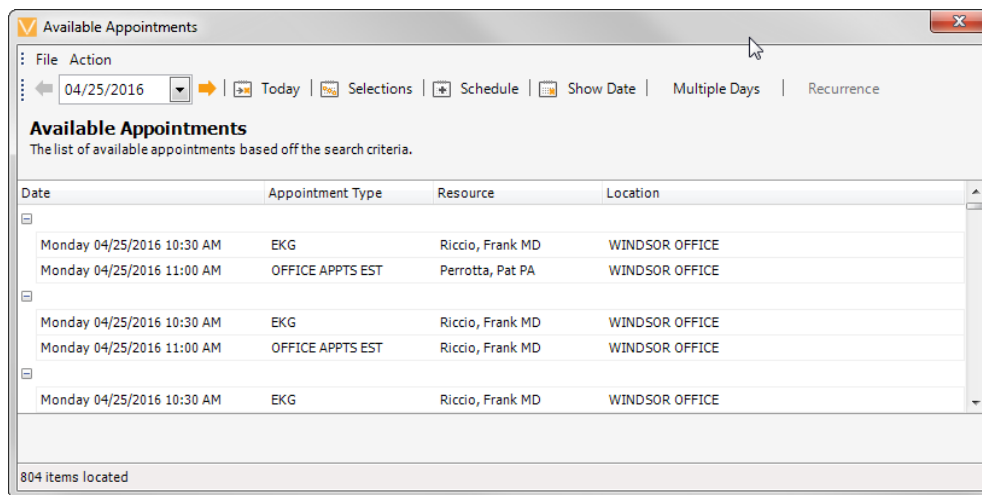 Available Appointments
File Action
04/25/2016 Today Selections Schedule Show Date Multiple Days Recurrence
Available Appointments
The list of available appointments based off the search criteria.
Date Appointment Type Resource Location
Monday 04/25/2016 10:30 AM EKG Riccio, Frank MD WINDSOR OFFICE
Monday 04/25/2016 11:00 AM OFFICE APPTS EST Perrotta, Pat PA WINDSOR OFFICE
Monday 04/25/2016 10:30 AM EKG Riccio, Frank MD WINDSOR OFFICE
Monday 04/25/2016 11:00 AM OFFICE APPTS EST Riccio, Frank MD WINDSOR OFFICE
Monday 04/25/2016 10:30 AM EKG Riccio, Frank MD WINDSOR OFFICE
804 items located